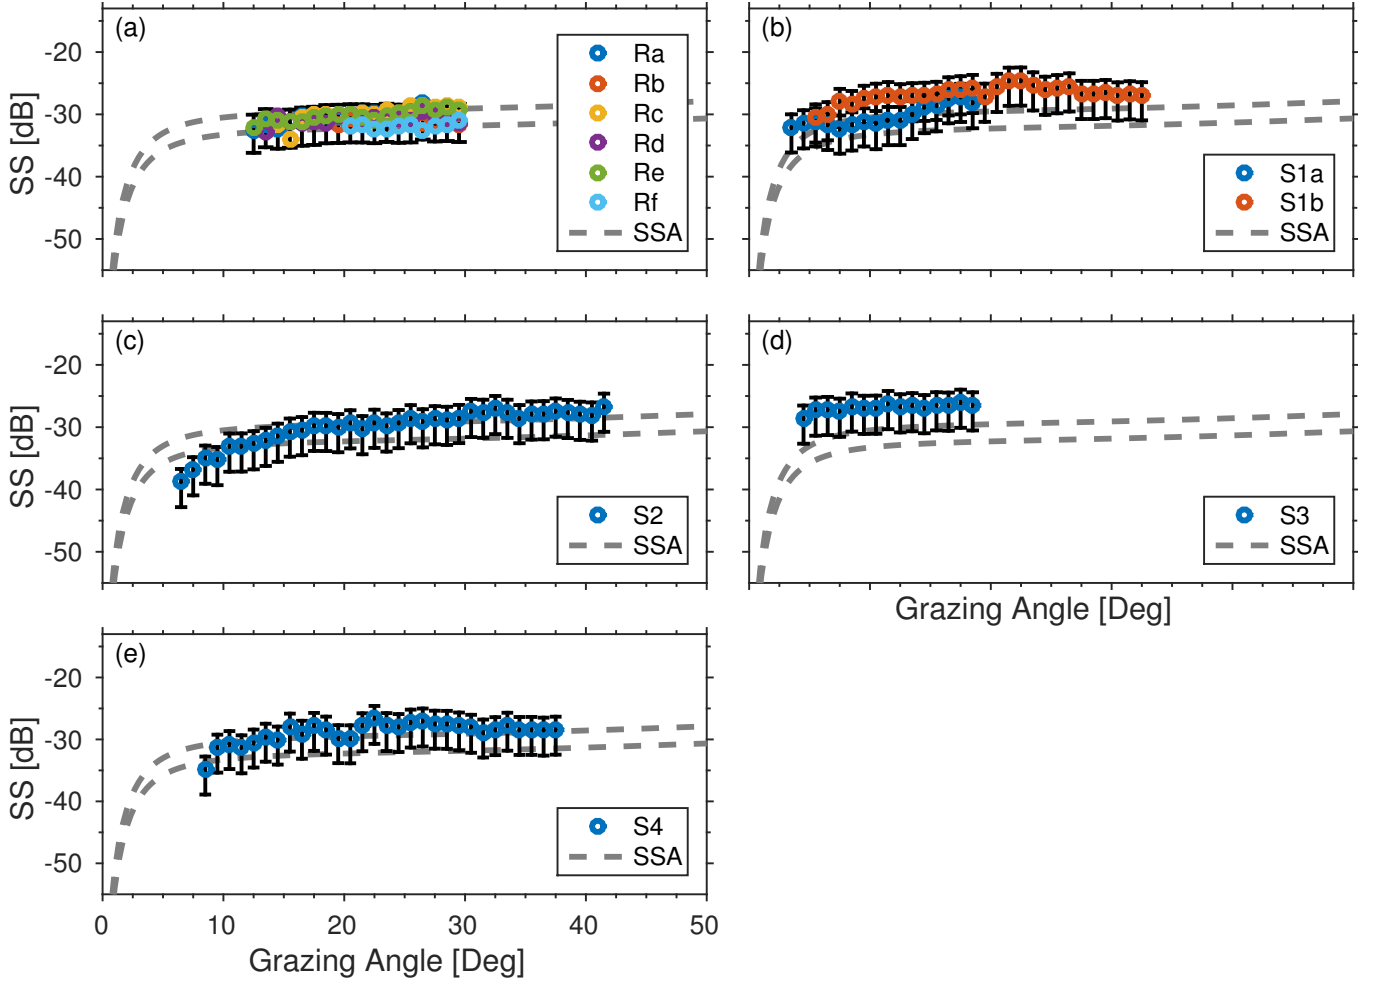 (a)
-20
-30
-40
-50
SS [dB]
Ra
Rb
Rc
Rd
Re
Rf
SSA
(b)
S1a
S1b
SSA
(c)
-20
-30
-40
-50
SS [dB]
S2
SSA
(d)
S3
SSA
Grazing Angle [Deg]
(e)
-20
-30
-40
-50
SS [dB]
S4
SSA
0 10 20 30 40 50
Grazing Angle [Deg]